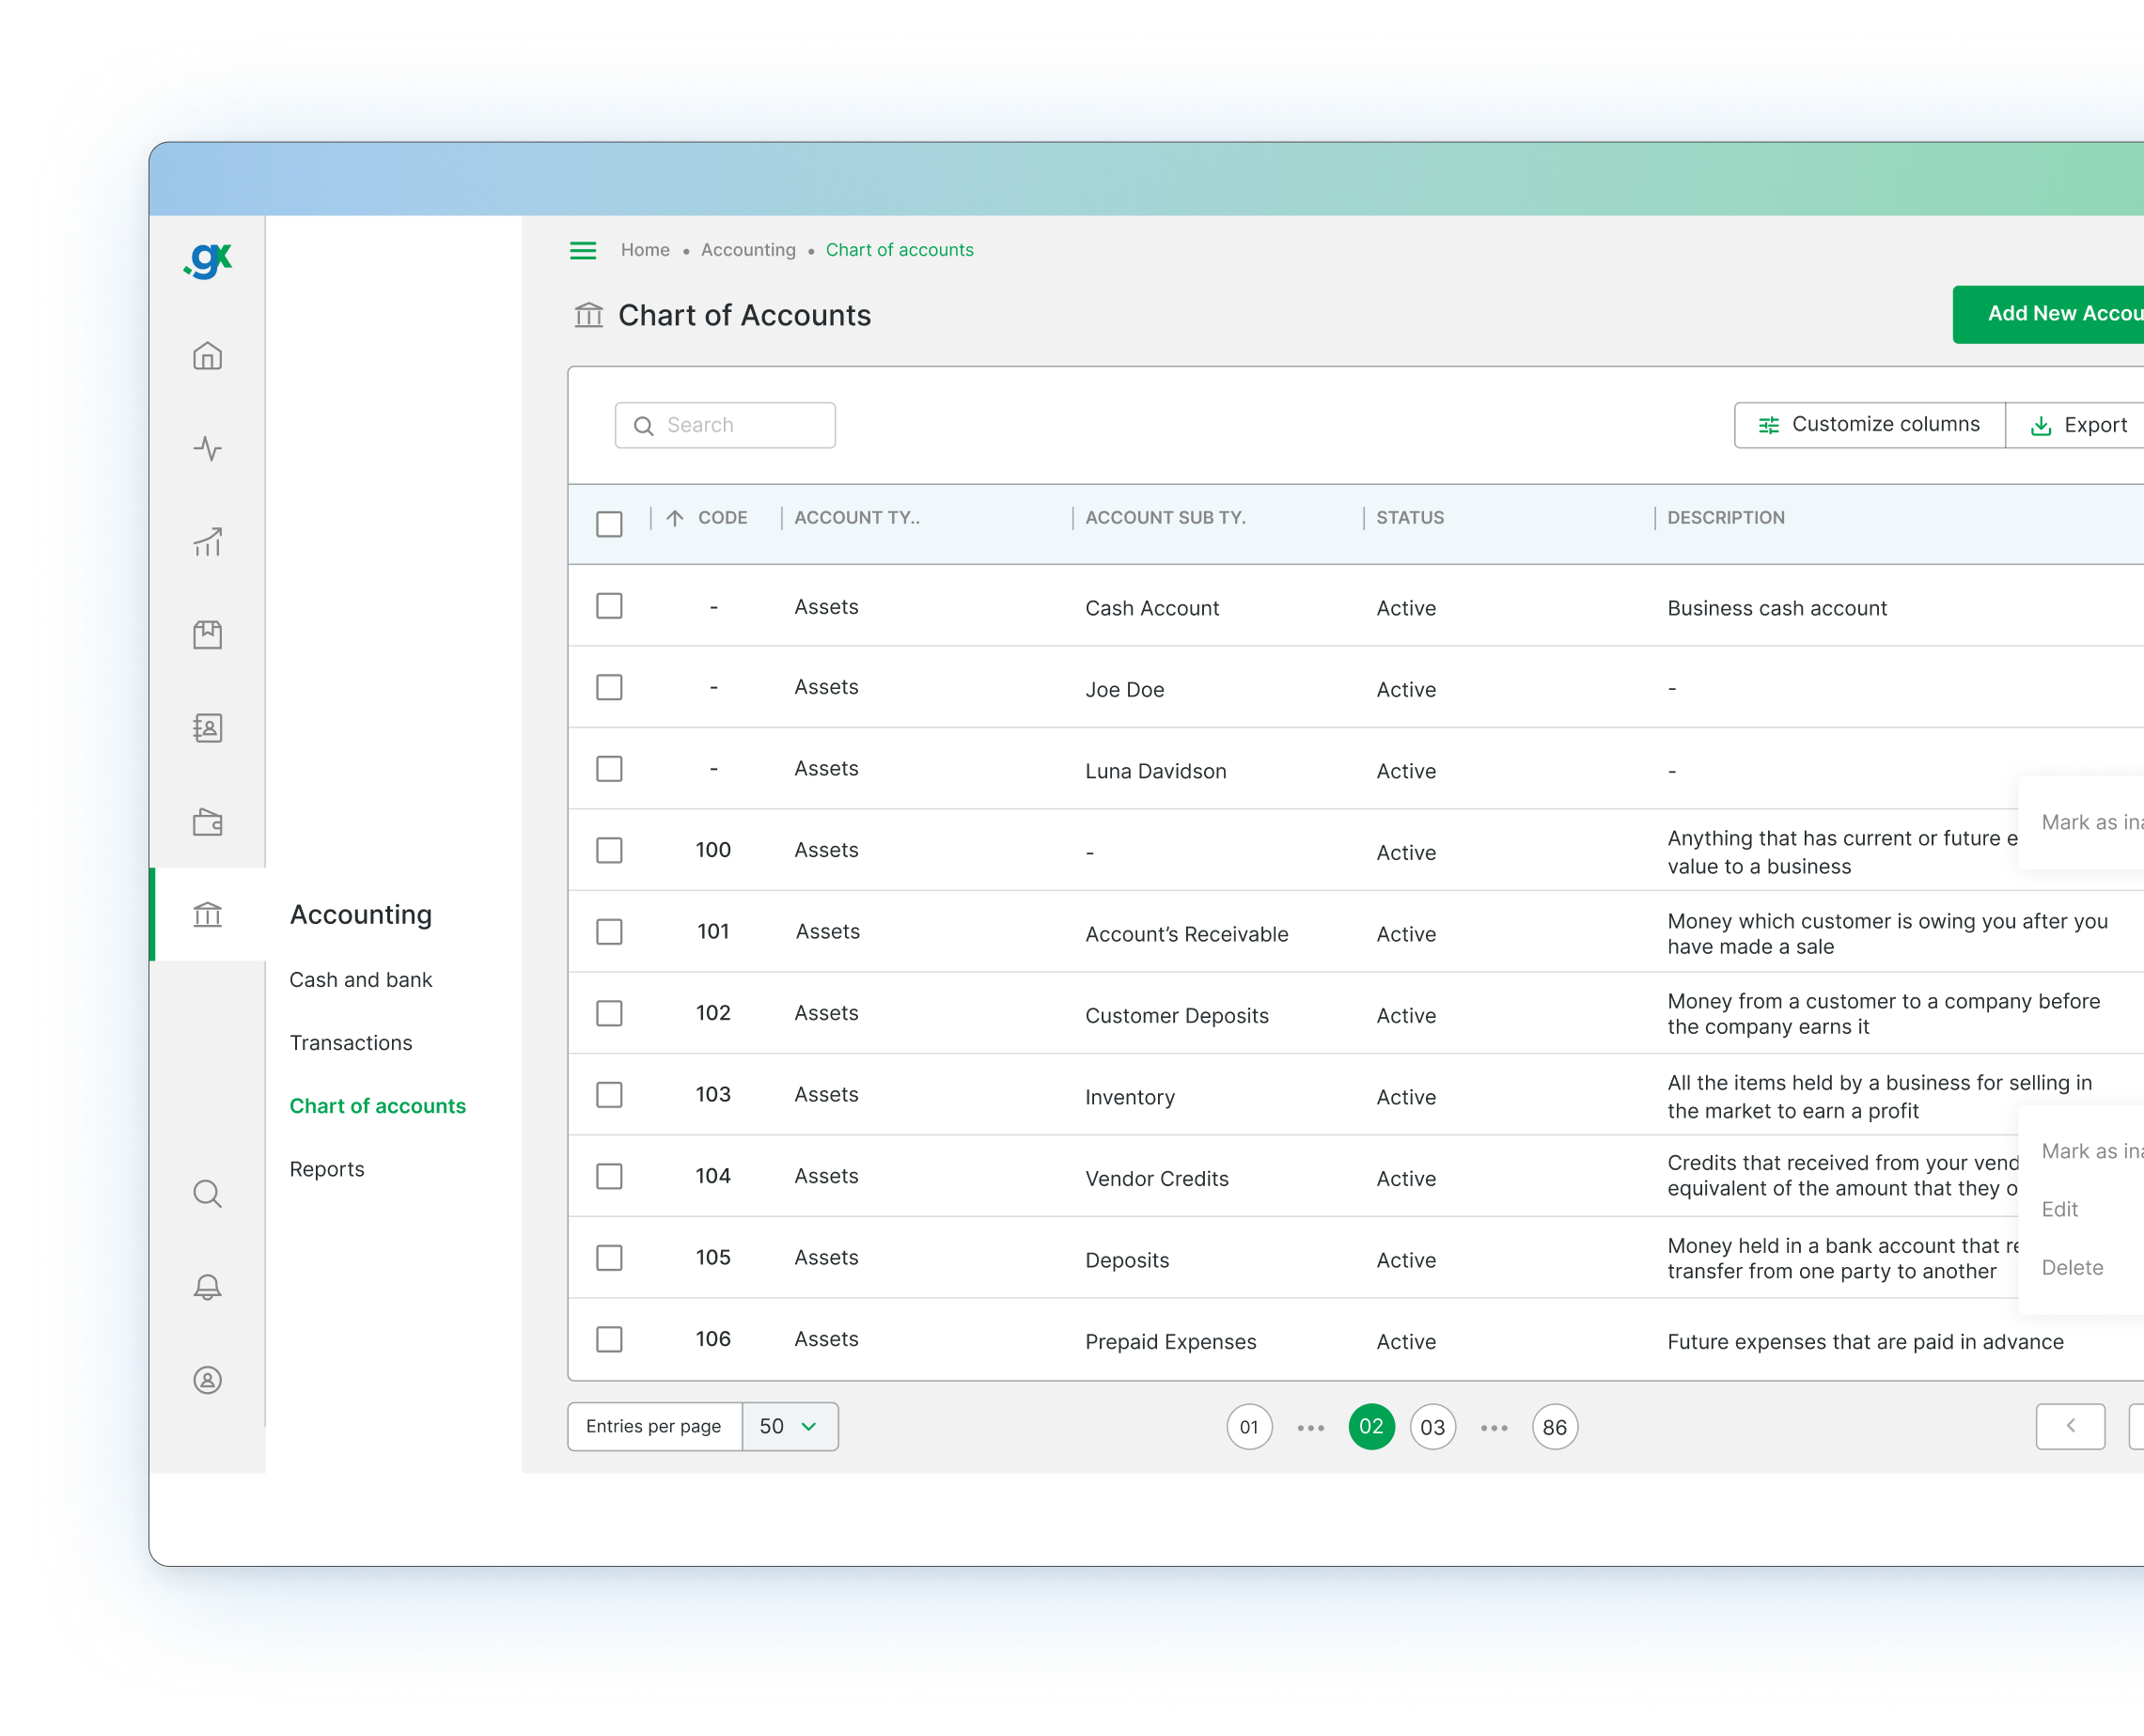 .gx
Home • Accounting • Chart of accounts
Chart of Accounts
Add New
Search
Customize columns
Export
CODE ACCOUNT TY.. ACCOUNT SUB TY. STATUS DESCRIPTION
- Assets Cash Account Active Business cash account
- Assets Joe Doe Active -
- Assets Luna Davidson Active -
Mark as
100 Assets - Active Anything that has current or future
value to a business
Accounting
101 Assets Account’s Receivable Active Money which customer is owing you after you
have made a sale
Cash and bank
102 Assets Customer Deposits Active Money from a customer to a company before
the company earns it
Transactions
103 Assets Inventory Active All the items held by a business for selling in
the market to earn a profit
Chart of accounts
Mark as
104 Assets Vendor Credits Active Credits that received from your
equivalent of the amount that they
Reports
Edit
105 Assets Deposits Active Money held in a bank account that
transfer from one party to another
Delete
106 Assets Prepaid Expenses Active Future expenses that are paid in advance
Entries per page 50
01 ••• 02 03 ••• 86